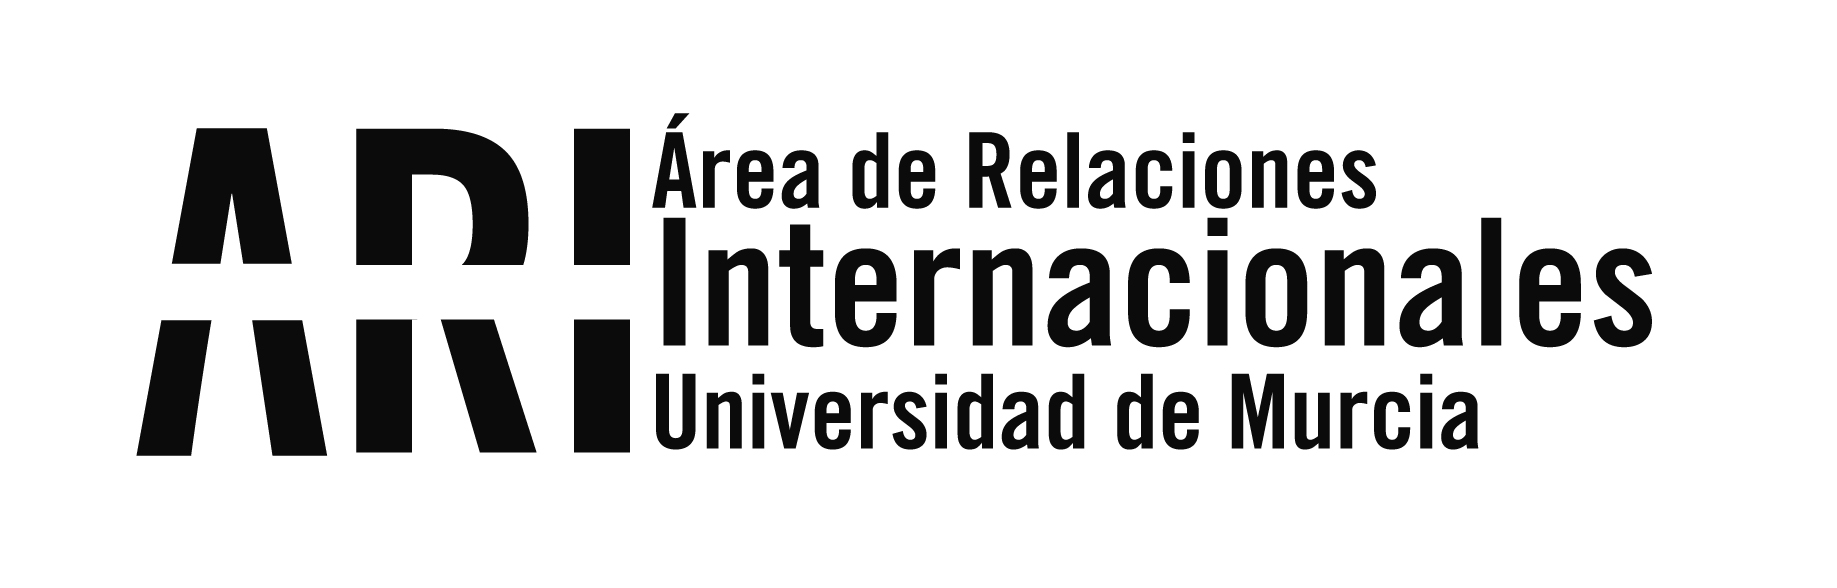 ARI
Área de Relaciones
Internacionales
Universidad de Murcia